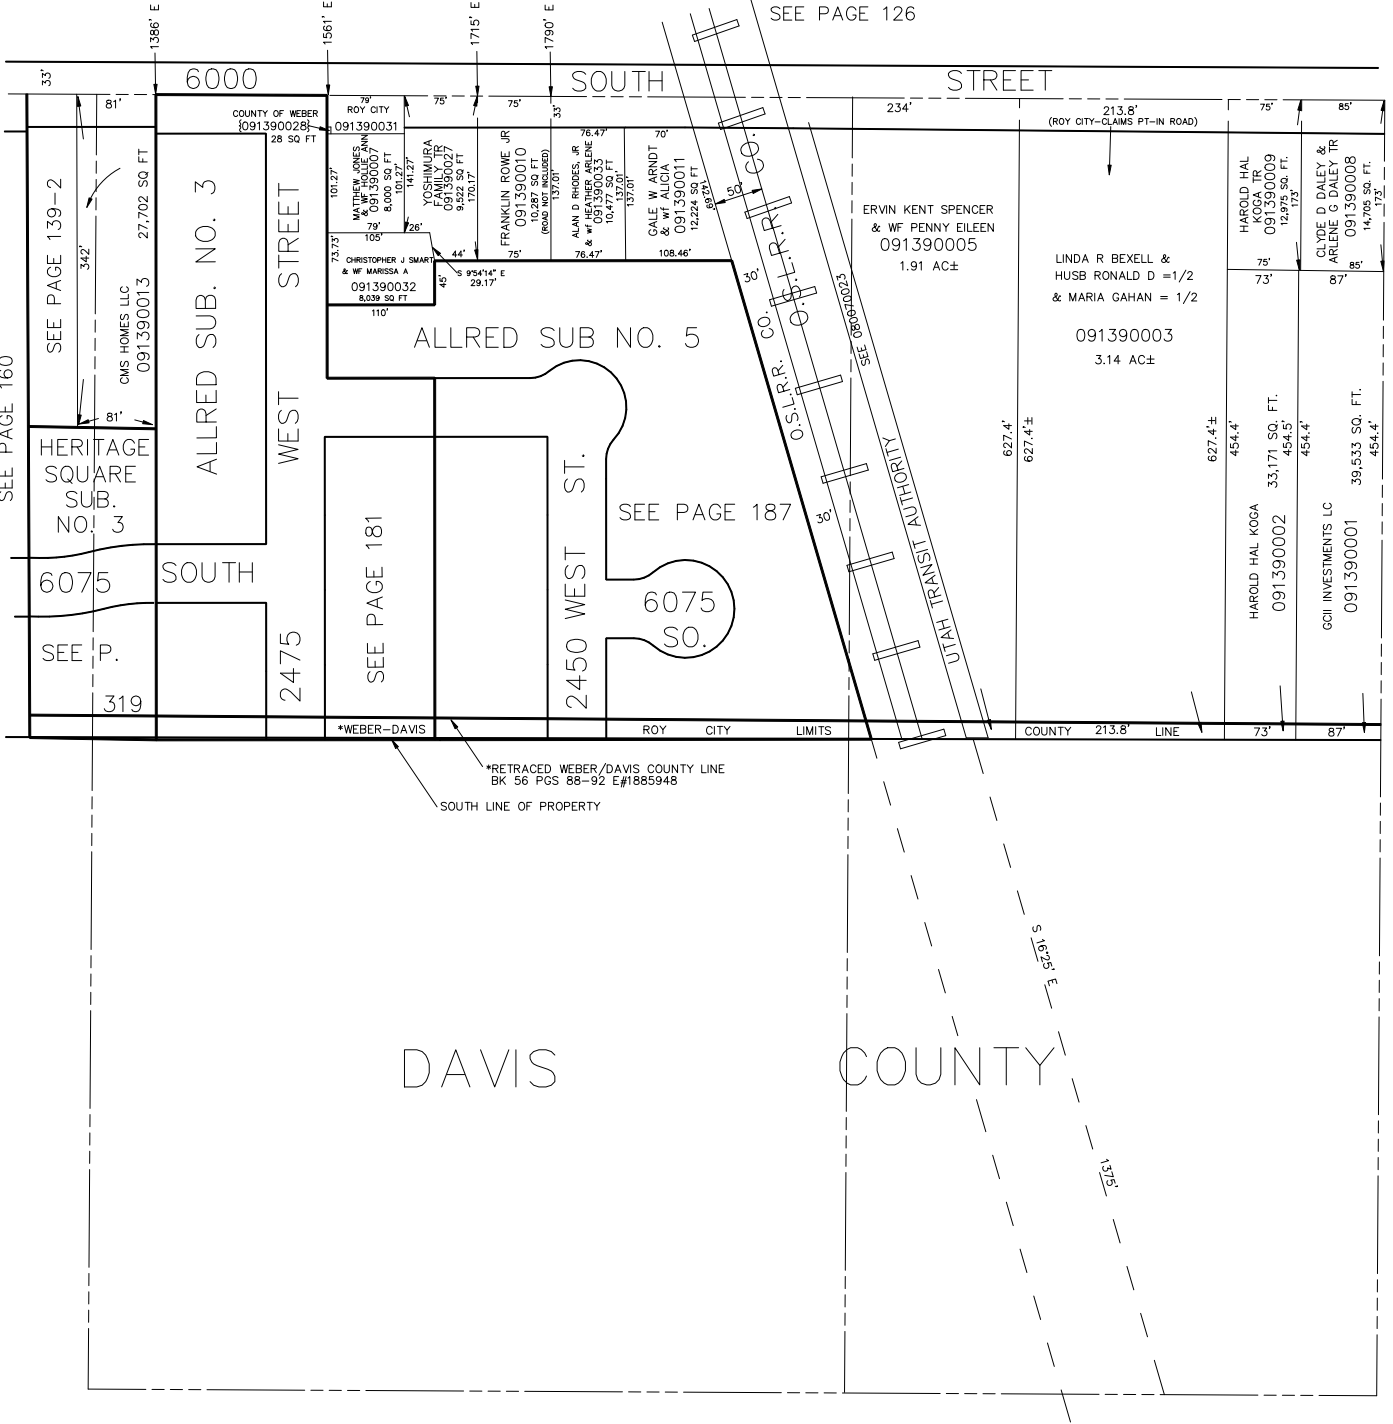 SEE PAGE 126
1386' E
1561' E
1715' E
1790' E
33'
6000
SOUTH
STREET
81'
COUNTY OF WEBER
{091390028}
28 SQ FT
79'
ROY CITY
091390031
75'
75'
33'
76.47'
70'
234'
213.8'
(ROY CITY-CLAIMS PT-IN ROAD)
75'
85'
SEE PAGE 160
SEE PAGE 139-2
342'
CMS HOMES LLC
091390013
27,702 SQ FT
81'
ALLRED SUB. NO. 3
WEST STREET
2475
101.27'
MATTHEW JONES
& WF HOLLIE ANN
091390007
8,000 SQ FT
101.27'
79'
141.27'
YOSHIMURA
FAMILY TR
091390027
9,522 SQ FT
170.17'
26'
44'
FRANKLIN ROWE JR
091390010
10,287 SQ FT
(ROAD NOT INCLUDED)
137.01'
75'
ALAN D RHODES, JR
& wf HEATHER ARLENE
091390033
10,477 SQ FT
137.01'
137.01'
76.47'
GALE W ARNDT
& wf ALICIA
091390011
12,224 SQ FT
142.69'
108.46'
73.73'
105'
CHRISTOPHER J SMART
& WF MARISSA A
091390032
8,039 SQ FT
110'
45'
S 9°54'14" E
29.17'
50'
30'
30'
O.S.L.R.R. CO.
O.S.L.R.R. CO.
SEE 080070023
UTAH TRANSIT AUTHORITY
ERVIN KENT SPENCER
& WF PENNY EILEEN
091390005
1.91 AC±
LINDA R BEXELL &
HUSB RONALD D =1/2
& MARIA GAHAN = 1/2
091390003
3.14 AC±
627.4'
627.4'±
627.4'±
HAROLD HAL
KOGA TR
091390009
12,975 SQ. FT.
173'
75'
73'
CLYDE D DALEY &
ARLENE G DALEY TR
091390008
14,705 SQ. FT.
173'
85'
87'
454.4'
HAROLD HAL KOGA
091390002
33,171 SQ FT.
454.5'
454.4'
GCII INVESTMENTS LC
091390001
39,533 SQ. FT.
454.4'
ALLRED SUB NO. 5
HERITAGE
SQUARE
SUB.
NO. 3
6075
SOUTH
SEE P.
319
SEE PAGE 181
2450 WEST ST.
SEE PAGE 187
6075
SO.
*WEBER-DAVIS
ROY CITY LIMITS
COUNTY 213.8' LINE
73'
87'
*RETRACED WEBER/DAVIS COUNTY LINE
BK 56 PGS 88-92 E#1885948
SOUTH LINE OF PROPERTY
S 16°25' E
DAVIS COUNTY
1375'